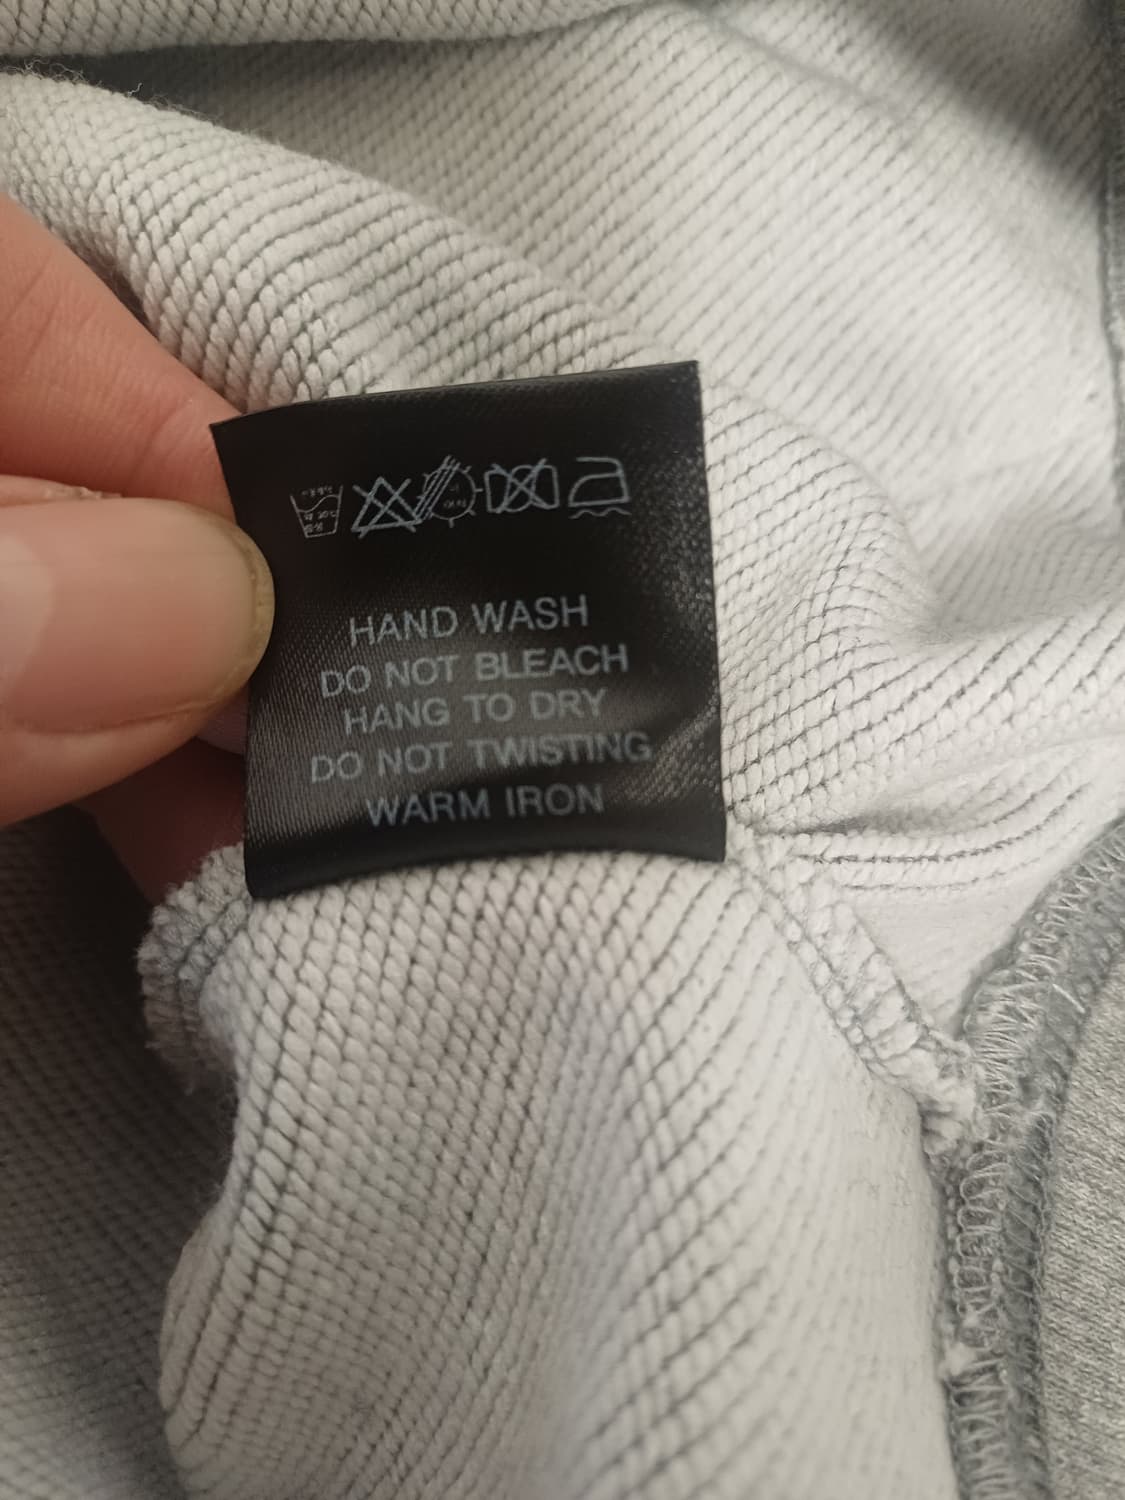 HAND WASH
DO NOT BLEACH
HANG TO DRY
DO NOT TWISTING
WARM IRON